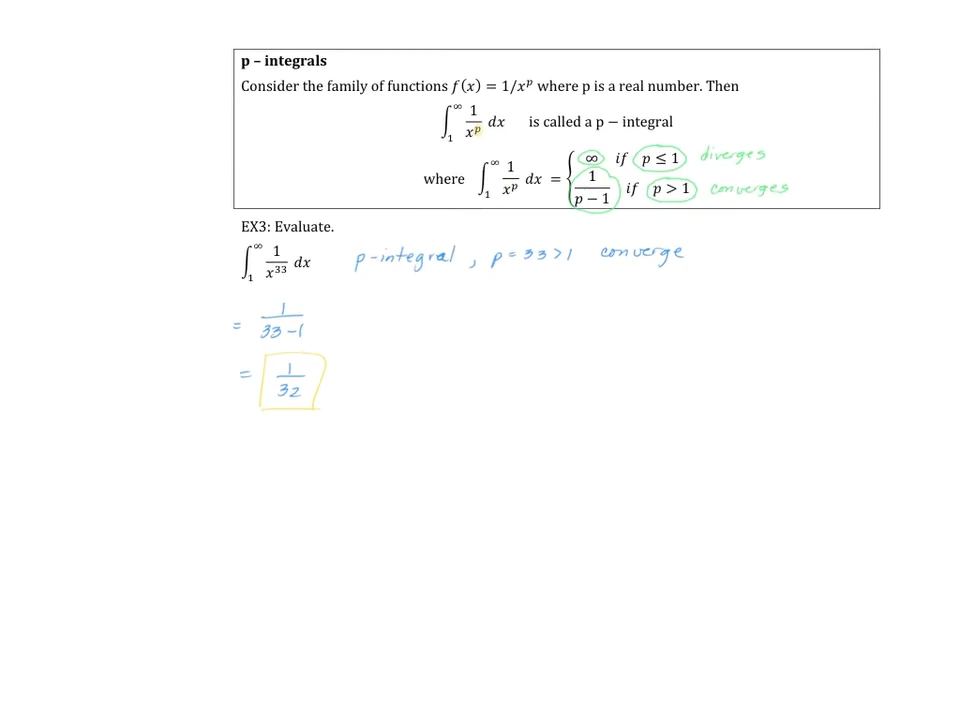 p – integrals
Consider the family of functions f(x) = 1/x^p where p is a real number. Then
∫_1^∞ 1/x^p dx is called a p − integral
where ∫_1^∞ 1/x^p dx = { ∞ if p ≤ 1 diverges
1/(p − 1) if p > 1 converges
EX3: Evaluate.
∫_1^∞ 1/x^33 dx p-integral, p = 33 > 1 converge
= 1/(33 - 1)
= 1/32